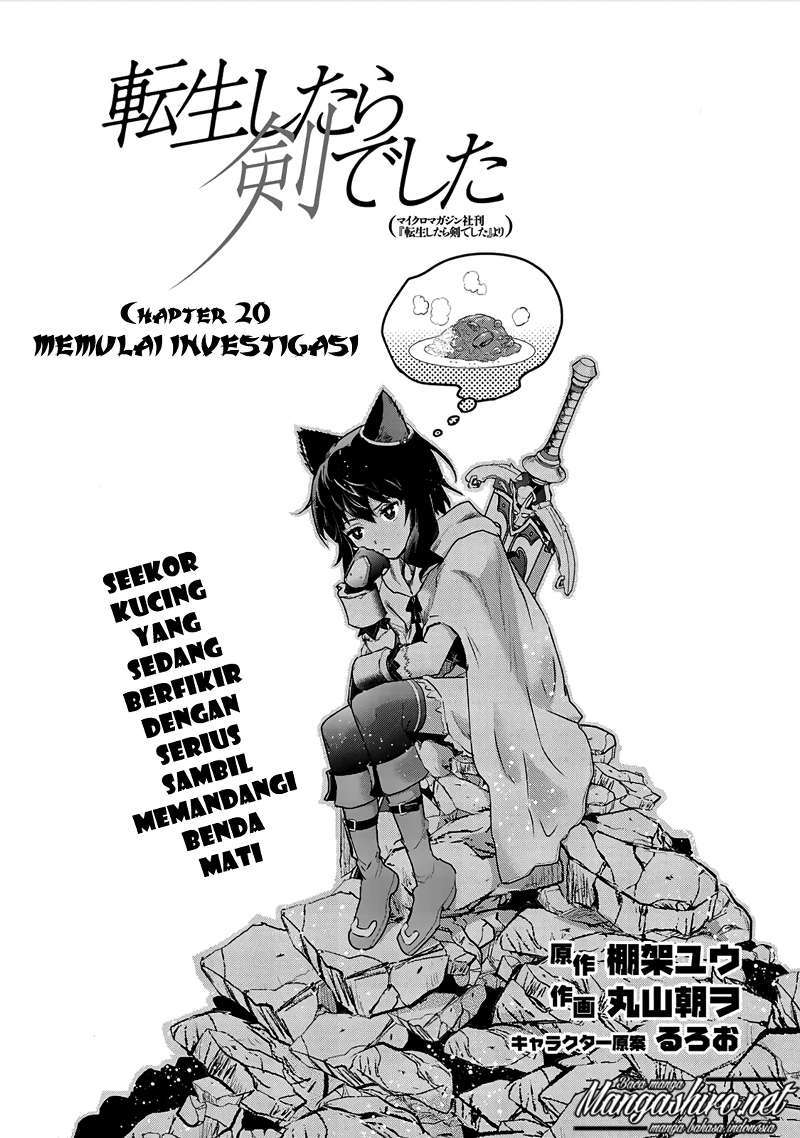 転生したら
剣でした
(マイクロマガジン社刊
『転生したら剣でした』より)
CHAPTER 20
MEMULAI INVESTIGASI
SEEKOR
KUCING
YANG
SEDANG
BERFIKIR
DENGAN
SERIUS
SAMBIL
MEMANDANGI
BENDA
MATI
原作 棚架ユウ
作画 丸山朝ヲ
キャラクター原案 るろお
Baca manga
Mangashiro.net
manga bahasa indonesia